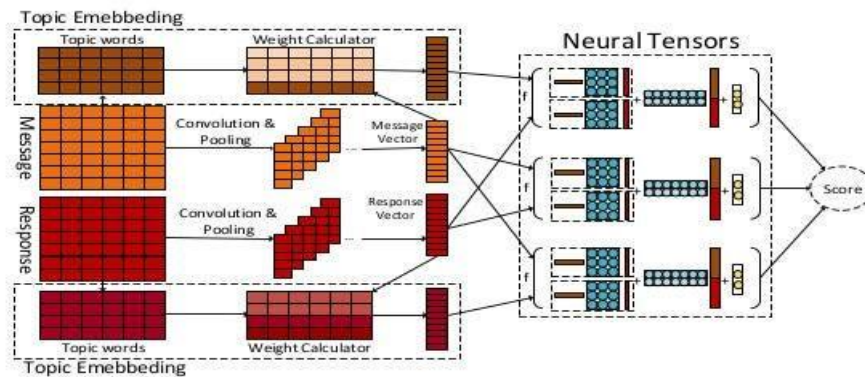 Topic Emebbeding
Topic words
Weight Calculator
Neural Tensors
Message
Convolution &
Pooling
...
Message
Vector
Response
Convolution &
Pooling
...
Response
Vector
f
+
+
f
+
+
f
+
+
Score
Topic words
Weight Calculator
Topic Emebbeding